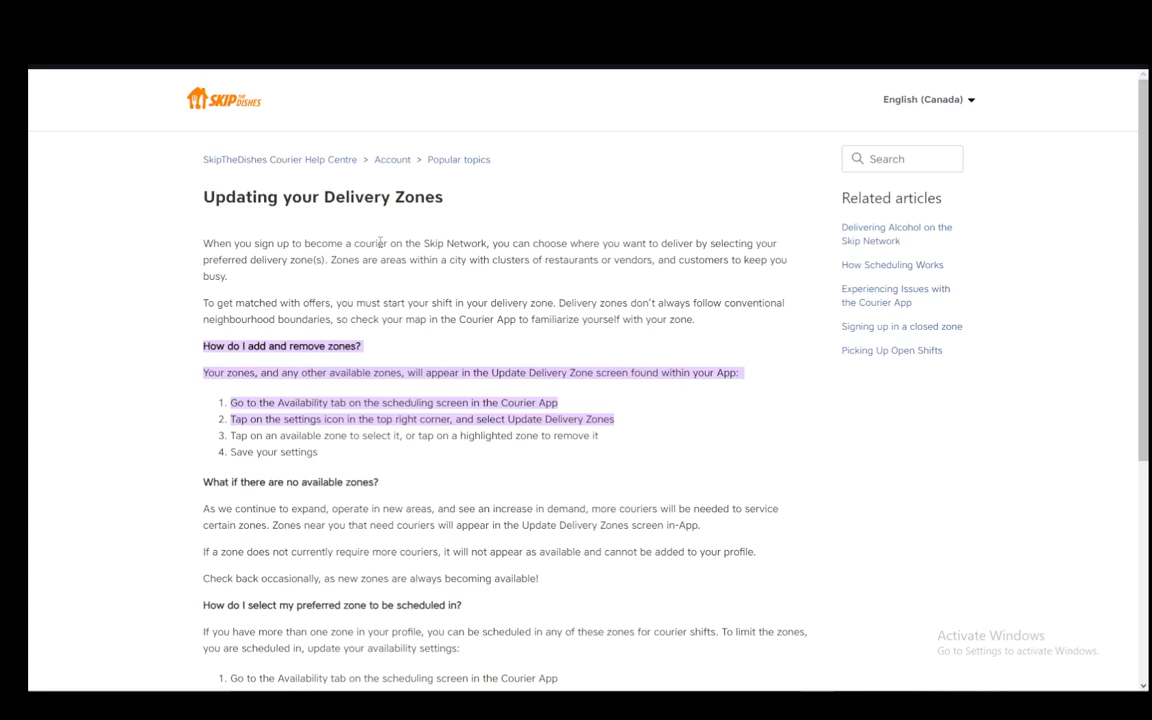 SKIP THE DISHES
English (Canada)
SkipTheDishes Courier Help Centre > Account > Popular topics
Search
Updating your Delivery Zones
When you sign up to become a courier on the Skip Network, you can choose where you want to deliver by selecting your
preferred delivery zone(s). Zones are areas within a city with clusters of restaurants or vendors, and customers to keep you
busy.
To get matched with offers, you must start your shift in your delivery zone. Delivery zones don't always follow conventional
neighbourhood boundaries, so check your map in the Courier App to familiarize yourself with your zone.
How do I add and remove zones?
Your zones, and any other available zones, will appear in the Update Delivery Zone screen found within your App:
1. Go to the Availability tab on the scheduling screen in the Courier App
2. Tap on the settings icon in the top right corner, and select Update Delivery Zones
3. Tap on an available zone to select it, or tap on a highlighted zone to remove it
4. Save your settings
What if there are no available zones?
As we continue to expand, operate in new areas, and see an increase in demand, more couriers will be needed to service
certain zones. Zones near you that need couriers will appear in the Update Delivery Zones screen in-App.
If a zone does not currently require more couriers, it will not appear as available and cannot be added to your profile.
Check back occasionally, as new zones are always becoming available!
How do I select my preferred zone to be scheduled in?
If you have more than one zone in your profile, you can be scheduled in any of these zones for courier shifts. To limit the zones,
you are scheduled in, update your availability settings:
1. Go to the Availability tab on the scheduling screen in the Courier App
Related articles
Delivering Alcohol on the
Skip Network
How Scheduling Works
Experiencing Issues with
the Courier App
Signing up in a closed zone
Picking Up Open Shifts
Activate Windows
Go to Settings to activate Windows.